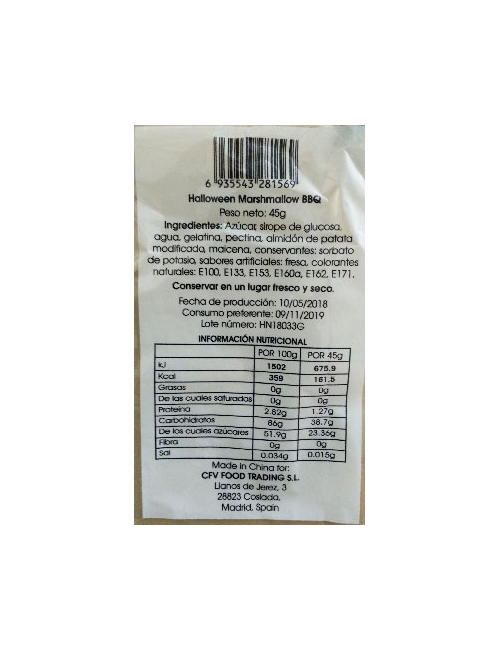 6 935543 281569
Halloween Marshmallow BBQ
Peso neto: 45g
Ingredientes: Azúcar, sirope de glucosa,
agua, gelatina, pectina, almidón de patata
modificado, maicena, conservantes: sorbato
de potasio, sabores artificiales: fresa, colorantes
naturales: E100, E133, E153, E160a, E162, E171.
Conservar en un lugar fresco y seco.
Fecha de producción: 10/05/2018
Consumo preferente: 09/11/2019
Lote número: HN18033G
INFORMACIÓN NUTRICIONAL
POR 100g POR 45g
kJ 1502 675.9
Kcal 359 161.5
Grasas 0g 0g
De las cuales saturadas 0g 0g
Proteína 2.82g 1.27g
Carbohidratos 86g 38.7g
De los cuales azúcares 51.9g 23.36g
Fibra 0g 0g
Sal 0.034g 0.015g
Made in China for:
CFV FOOD TRADING S.L.
Llanos de Jerez, 3
28823 Coslada,
Madrid, Spain